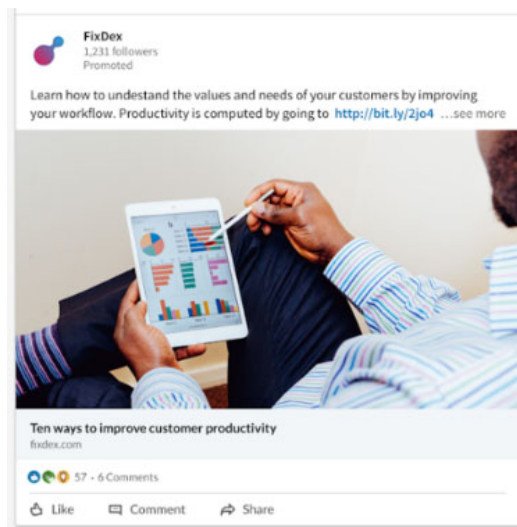 FixDex
1,231 followers
Promoted
Learn how to undestand the values and needs of your customers by improving
your workflow. Productivity is computed by going to http://bit.ly/2jo4 ...see more
Ten ways to improve customer productivity
fixdex.com
57 - 6 Comments
Like Comment Share